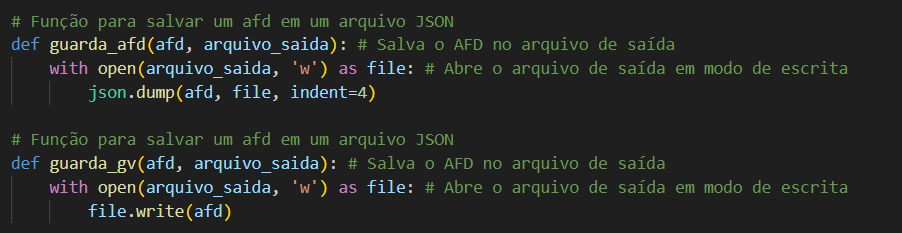 # Função para salvar um afd em um arquivo JSON
def guarda_afd(afd, arquivo_saida): # Salva o AFD no arquivo de saída
    with open(arquivo_saida, 'w') as file: # Abre o arquivo de saída em modo de escrita
        json.dump(afd, file, indent=4)

# Função para salvar um afd em um arquivo JSON
def guarda_gv(afd, arquivo_saida): # Salva o AFD no arquivo de saída
    with open(arquivo_saida, 'w') as file: # Abre o arquivo de saída em modo de escrita
        file.write(afd)